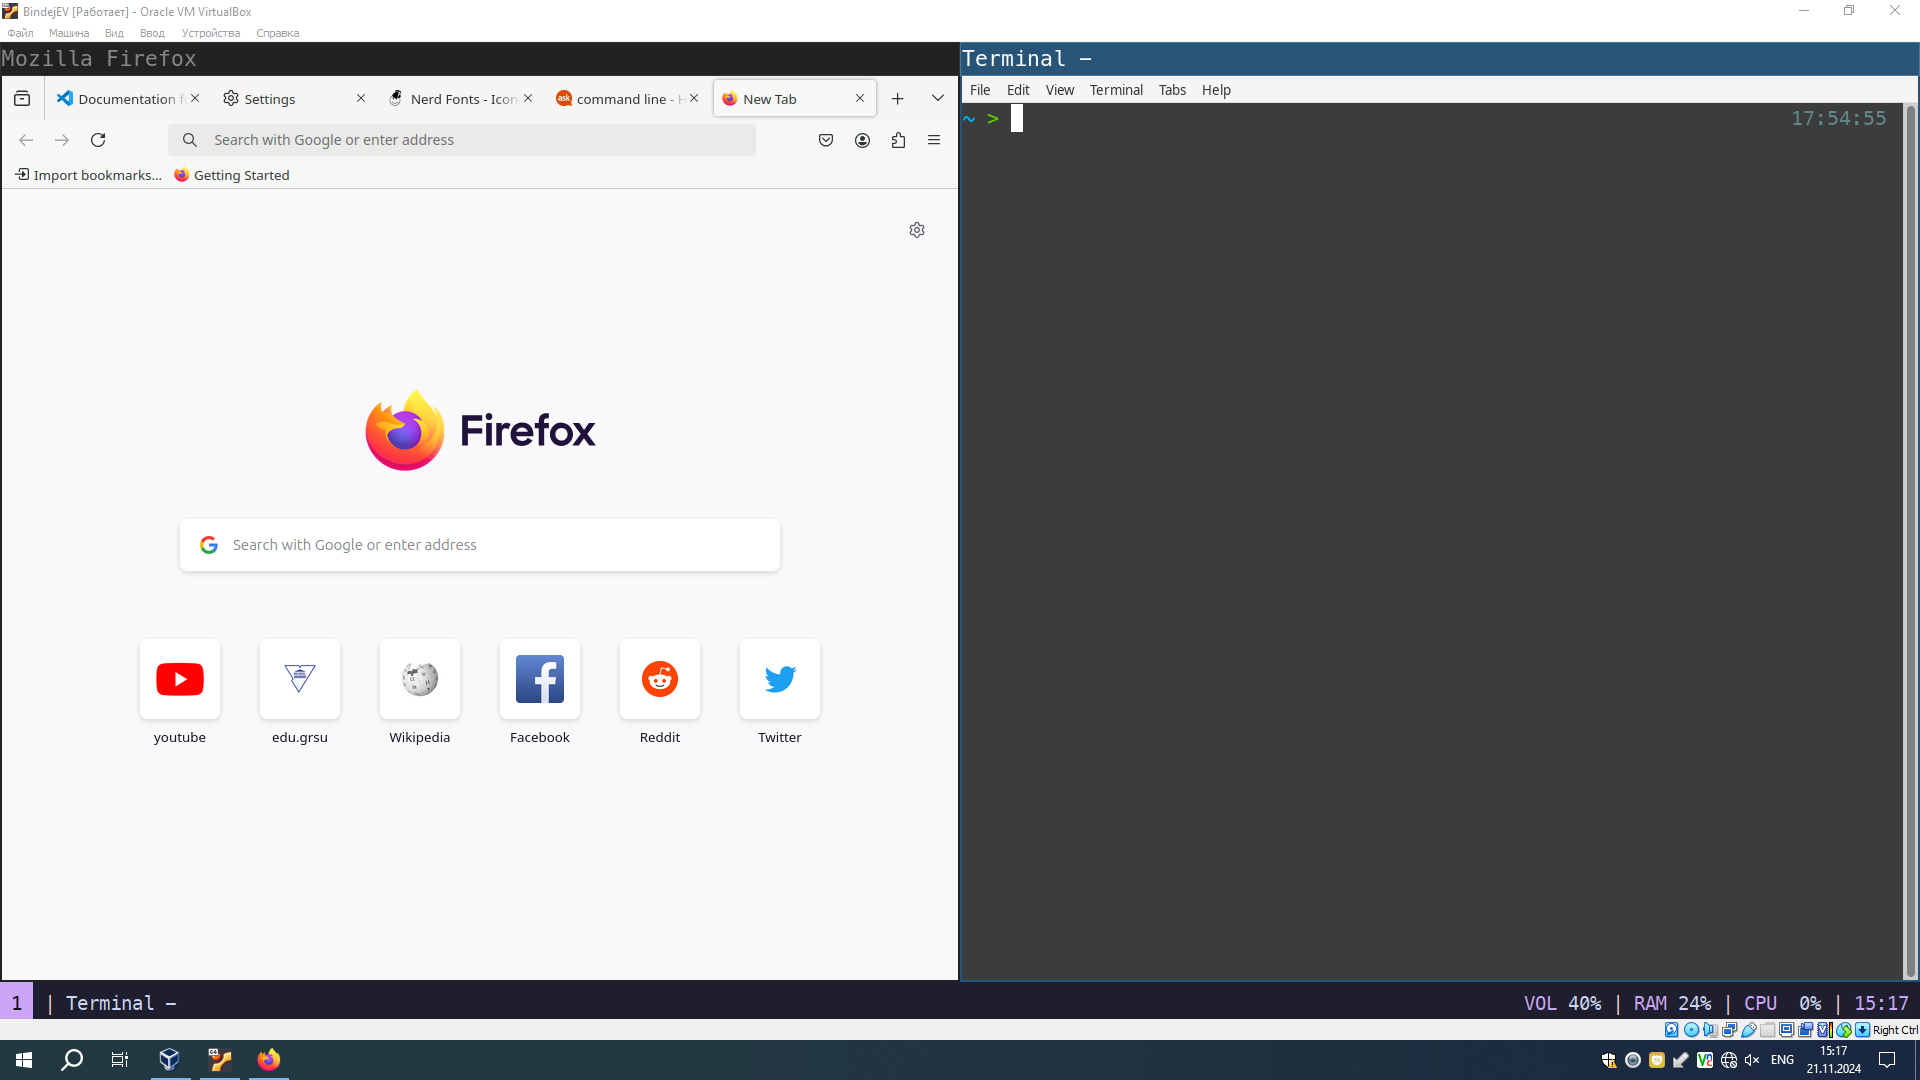 BindejEV [Работает] - Oracle VM VirtualBox
Файл Машина Вид Ввод Устройства Справка
Mozilla Firefox
Documentation f
Settings
Nerd Fonts - Icon
command line - H
New Tab
Search with Google or enter address
Import bookmarks...
Getting Started
Firefox
Search with Google or enter address
youtube
edu.grsu
Wikipedia
Facebook
Reddit
Twitter
Terminal −
File Edit View Terminal Tabs Help
~ > 17:54:55
1 | Terminal −
VOL 40% | RAM 24% | CPU 0% | 15:17
Right Ctrl
ENG
15:17
21.11.2024